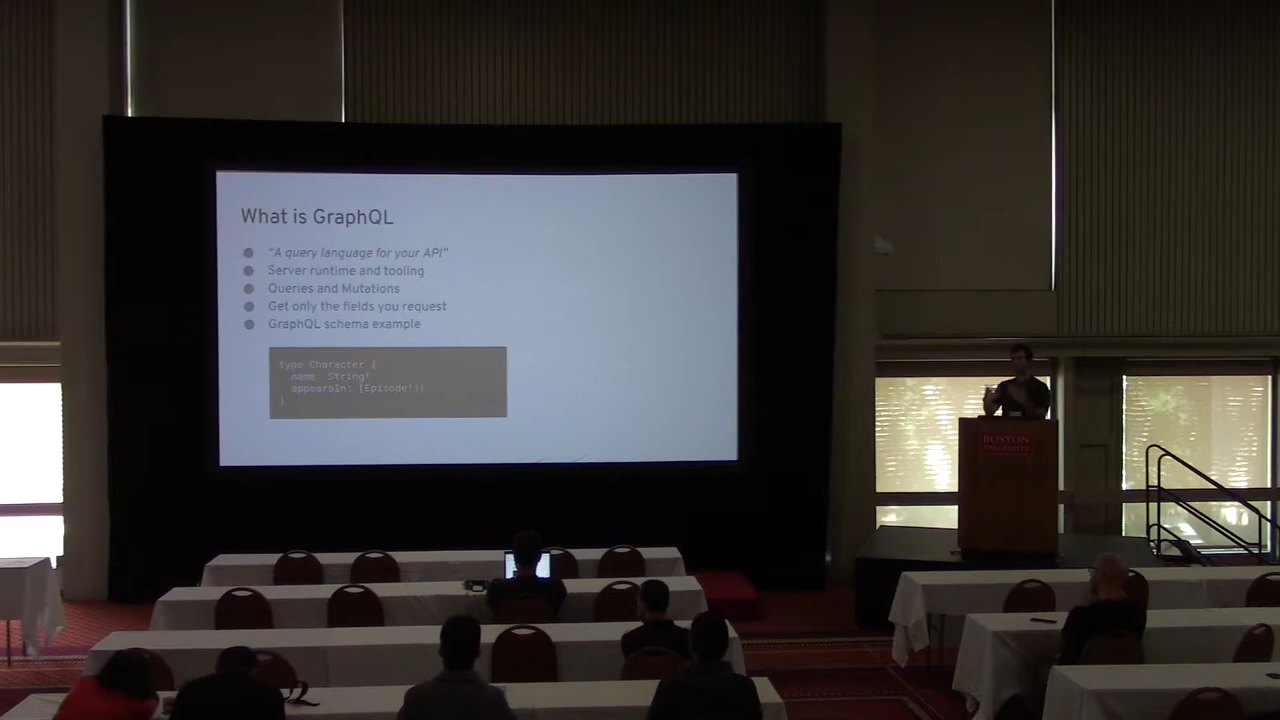 What is GraphQL
"A query language for your API"
Server runtime and tooling
Queries and Mutations
Get only the fields you request
GraphQL schema example
type Character {
name: String!
appearsIn: [Episode!]!
}
BOSTON
UNIVERSITY